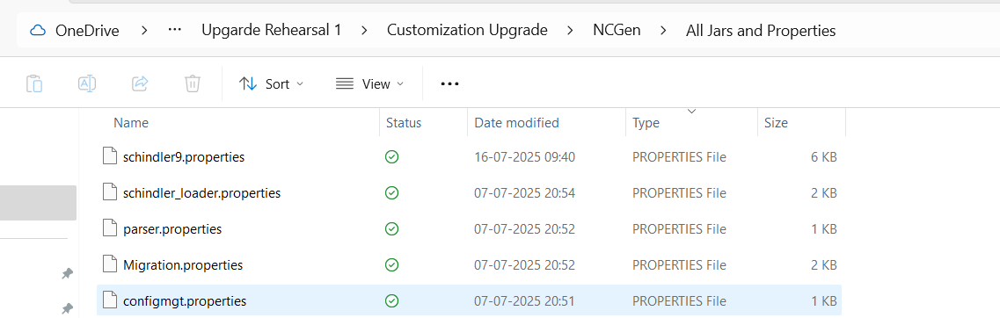 OneDrive > ... Upgarde Rehearsal 1 > Customization Upgrade > NCGen > All Jars and Properties
Sort View ...
Name Status Date modified Type Size
schindler9.properties 16-07-2025 09:40 PROPERTIES File 6 KB
schindler_loader.properties 07-07-2025 20:54 PROPERTIES File 2 KB
parser.properties 07-07-2025 20:52 PROPERTIES File 1 KB
Migration.properties 07-07-2025 20:52 PROPERTIES File 2 KB
configmgt.properties 07-07-2025 20:51 PROPERTIES File 1 KB